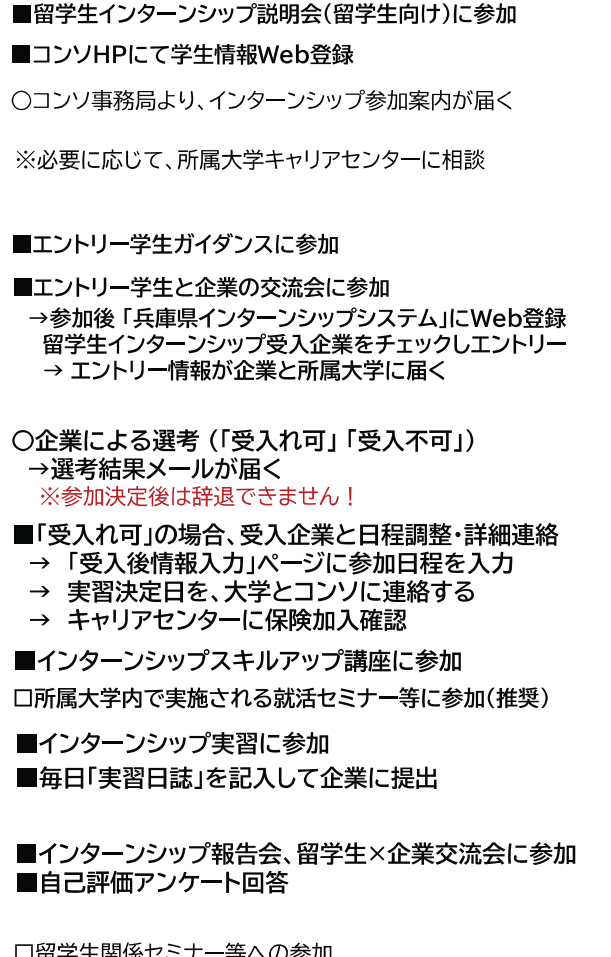 ■留学生インターンシップ説明会(留学生向け)に参加
■コンソHPにて学生情報Web登録
○コンソ事務局より、インターンシップ参加案内が届く
※必要に応じて、所属大学キャリアセンターに相談
■エントリー学生ガイダンスに参加
■エントリー学生と企業の交流会に参加
→参加後「兵庫県インターンシップシステム」にWeb登録
留学生インターンシップ受入企業をチェックしエントリー
→ エントリー情報が企業と所属大学に届く
○企業による選考(「受入れ可」「受入不可」)
→選考結果メールが届く
※参加決定後は辞退できません！
■「受入れ可」の場合、受入企業と日程調整・詳細連絡
→ 「受入後情報入力」ページに参加日程を入力
→ 実習決定日を、大学とコンソに連絡する
→ キャリアセンターに保険加入確認
■インターンシップスキルアップ講座に参加
□所属大学内で実施される就活セミナー等に参加(推奨)
■インターンシップ実習に参加
■毎日「実習日誌」を記入して企業に提出
■インターンシップ報告会、留学生×企業交流会に参加
■自己評価アンケート回答
□留学生関係セミナー等への参加